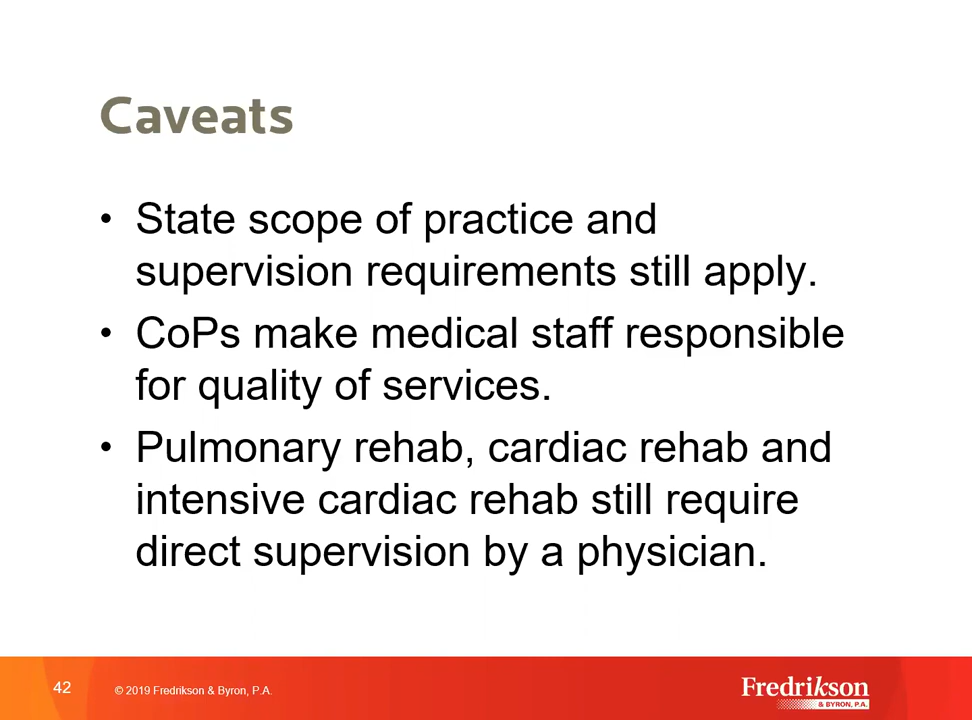 Caveats
• State scope of practice and
supervision requirements still apply.
• CoPs make medical staff responsible
for quality of services.
• Pulmonary rehab, cardiac rehab and
intensive cardiac rehab still require
direct supervision by a physician.
42
© 2019 Fredrikson & Byron, P.A.
Fredrikson
& BYRON, P.A.